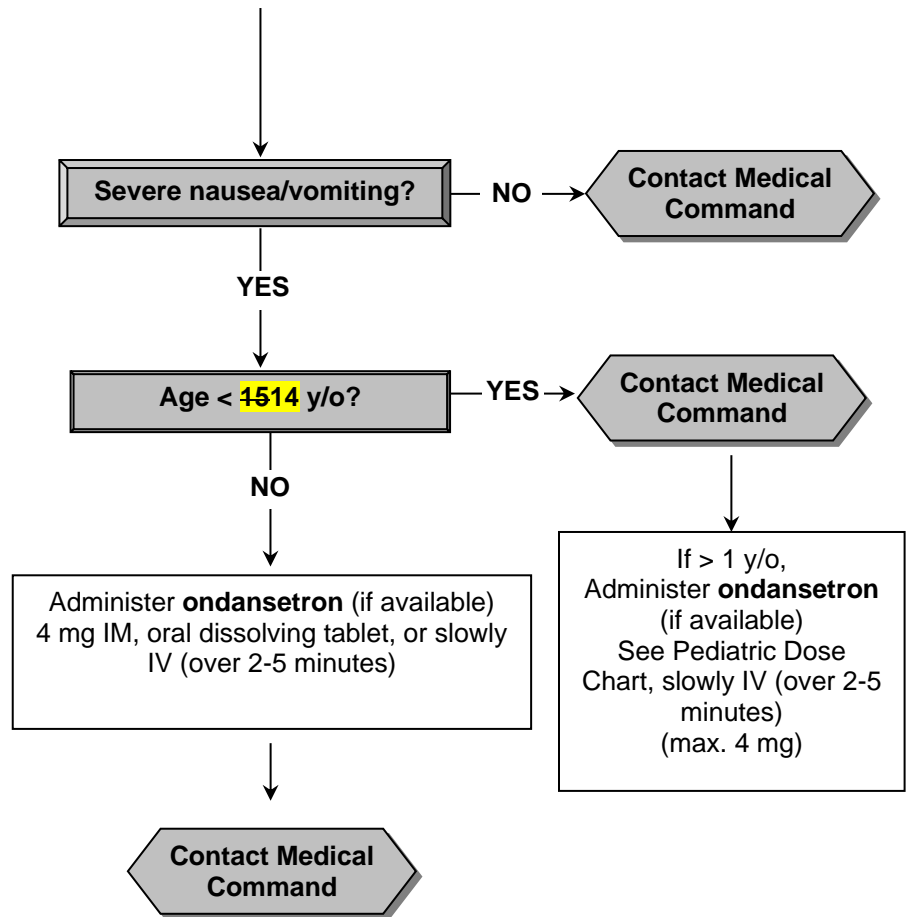 Severe nausea/vomiting?
NO
Contact Medical
Command
YES
Age < 1514 y/o?
YES
Contact Medical
Command
NO
Administer ondansetron (if available)
4 mg IM, oral dissolving tablet, or slowly
IV (over 2-5 minutes)
If > 1 y/o,
Administer ondansetron
(if available)
See Pediatric Dose
Chart, slowly IV (over 2-5
minutes)
(max. 4 mg)
Contact Medical
Command